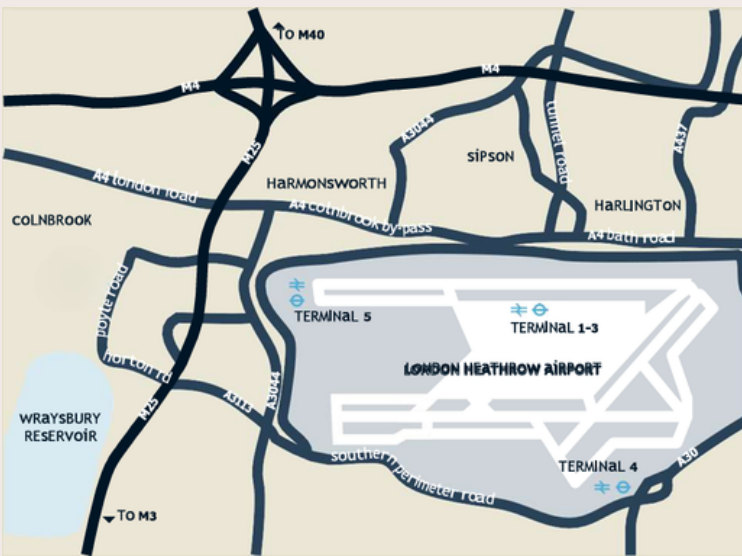 TO M40
M4
M4
A3044
tunnel road
A437
M25
SIPSON
A4 london road
HARMONSWORTH
HARLINGTON
COLNBROOK
A4 colnbrook by-pass
A4 bath road
poyle road
TERMINAL 5
TERMINAL 1-3
LONDON HEATHROW AIRPORT
horton rd
A3113
A3044
M25
WRAYSBURY
RESERVOIR
southern perimeter road
TERMINAL 4
A30
TO M3